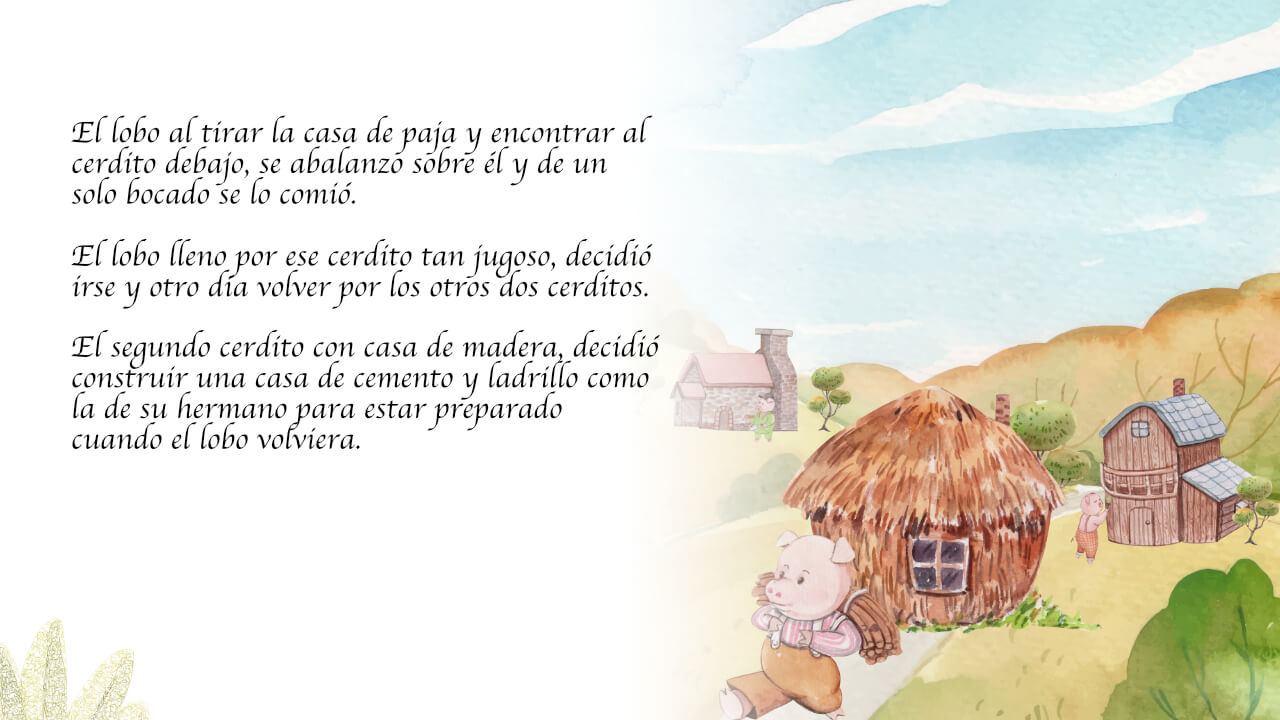 El lobo al tirar la casa de paja y encontrar al
cerdito debajo, se abalanzó sobre él y de un
solo bocado se lo comió.
El lobo lleno por ese cerdito tan jugoso, decidió
irse y otro día volver por los otros dos cerditos.
El segundo cerdito con casa de madera, decidió
construir una casa de cemento y ladrillo como
la de su hermano para estar preparado
cuando el lobo volviera.